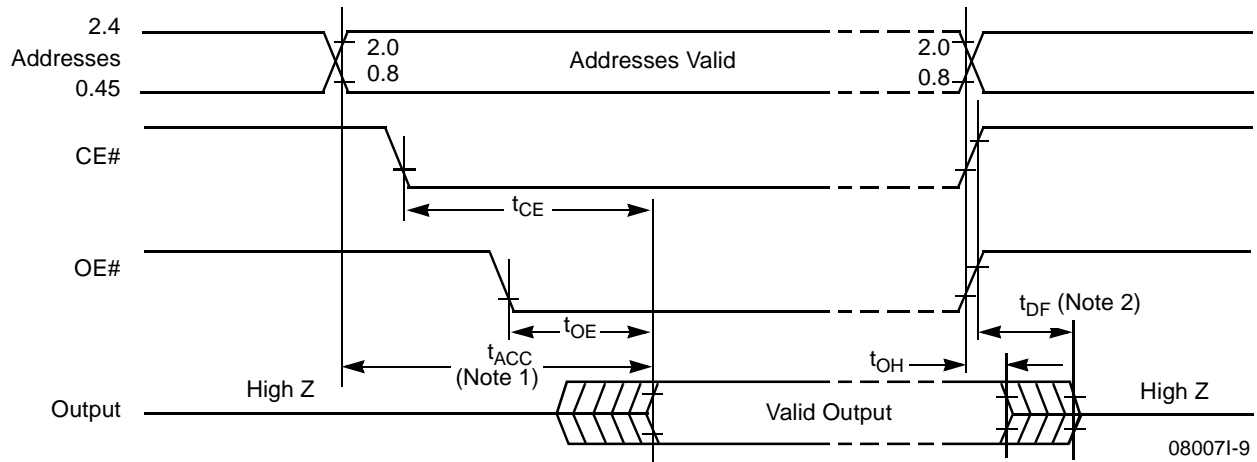 2.4
Addresses
0.45
2.0
0.8
Addresses Valid
2.0
0.8
CE#
tCE
OE#
tOE
tACC
(Note 1)
tDF (Note 2)
tOH
High Z
Output
Valid Output
High Z
08007I-9